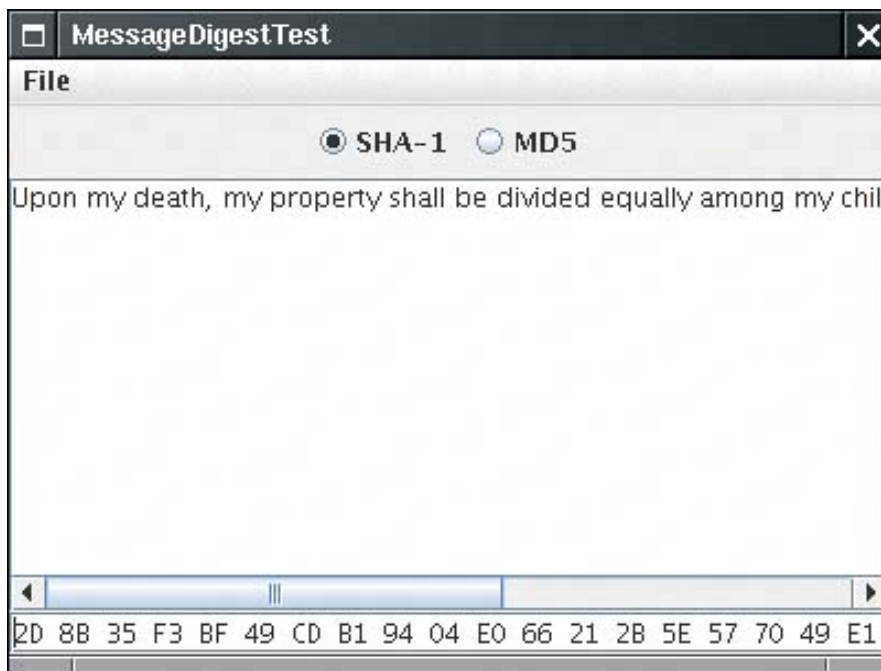 MessageDigestTest
File
SHA-1 MD5
Upon my death, my property shall be divided equally among my chil
2D 8B 35 F3 BF 49 CD B1 94 04 E0 66 21 2B 5E 57 70 49 E1